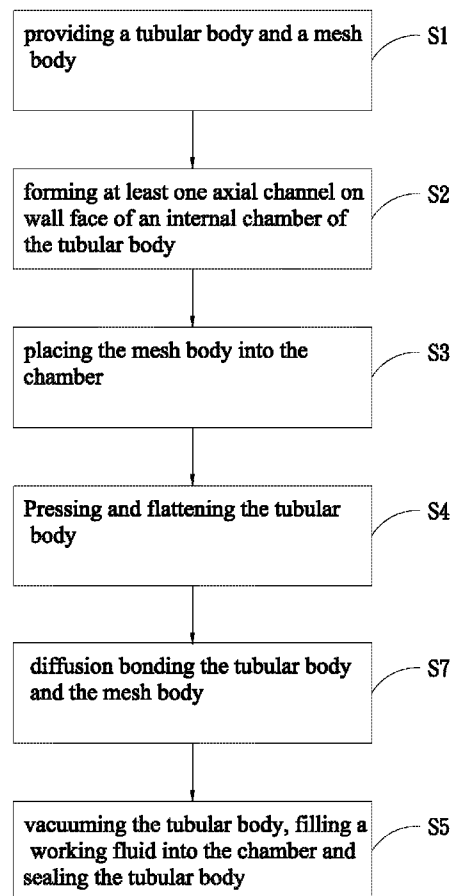 providing a tubular body and a mesh
body
S1
forming at least one axial channel on
wall face of an internal chamber of
the tubular body
S2
placing the mesh body into the
chamber
S3
Pressing and flattening the tubular
body
S4
diffusion bonding the tubular body
and the mesh body
S7
vacuuming the tubular body, filling a
working fluid into the chamber and
sealing the tubular body
S5